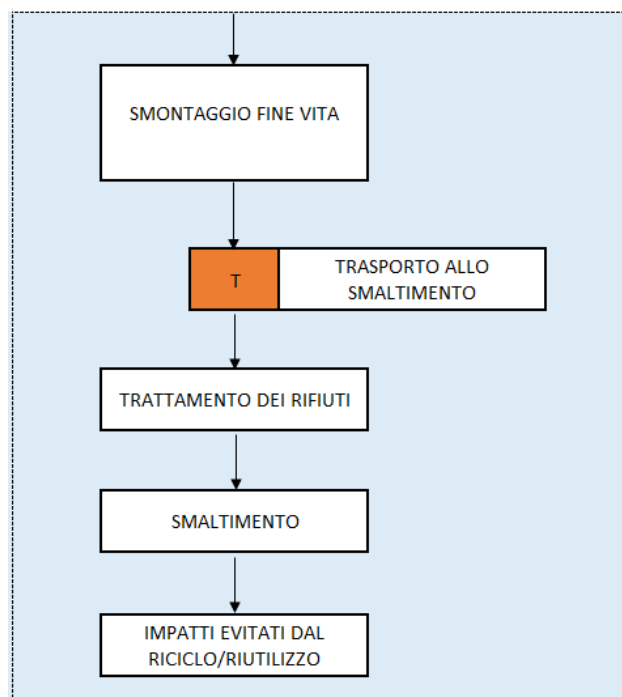 SMONTAGGIO FINE VITA
T
TRASPORTO ALLO
SMALTIMENTO
TRATTAMENTO DEI RIFIUTI
SMALTIMENTO
IMPATTI EVITATI DAL
RICICLO/RIUTILIZZO